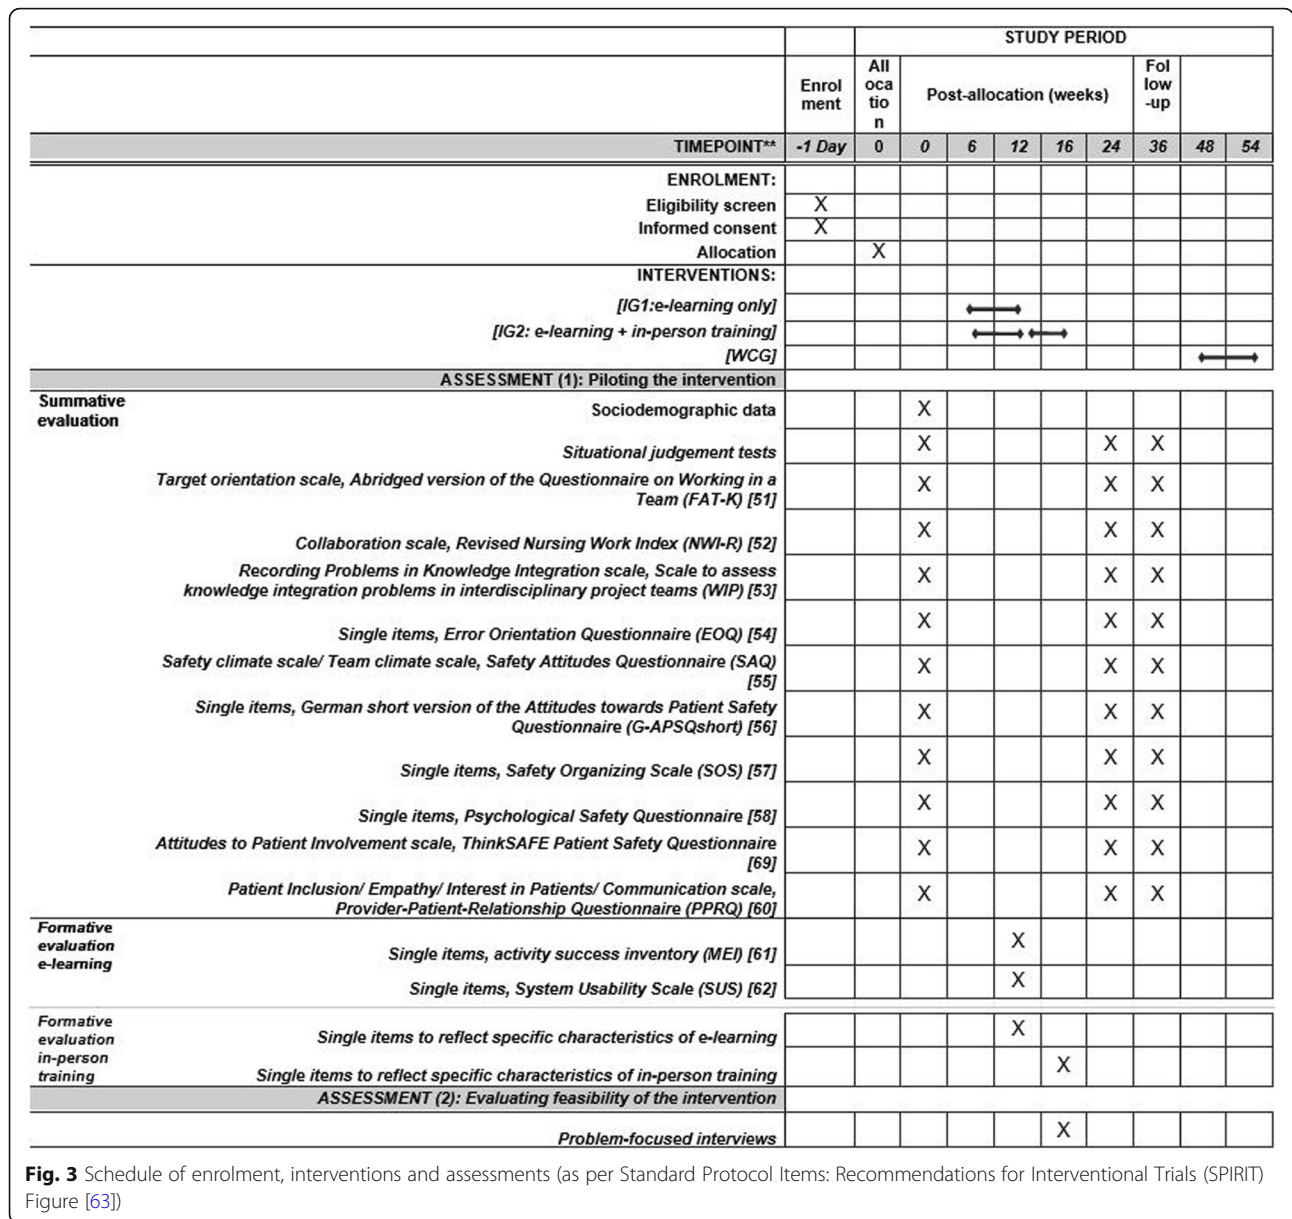 STUDY PERIOD
Enrol
ment
All
oca
tio
n
Post-allocation (weeks)
Fol
low
-up
TIMEPOINT** -1 Day 0 0 6 12 16 24 36 48 54
ENROLMENT:
Eligibility screen X
Informed consent X
Allocation X
INTERVENTIONS:
[IG1:e-learning only]
[IG2: e-learning + in-person training]
[WCG]
ASSESSMENT (1): Piloting the intervention
Summative
evaluation
Sociodemographic data X
Situational judgement tests X X X
Target orientation scale, Abridged version of the Questionnaire on Working in a
Team (FAT-K) [51] X X X
Collaboration scale, Revised Nursing Work Index (NWI-R) [52] X X X
Recording Problems in Knowledge Integration scale, Scale to assess
knowledge integration problems in interdisciplinary project teams (WIP) [53] X X X
Single items, Error Orientation Questionnaire (EOQ) [54] X X X
Safety climate scale/ Team climate scale, Safety Attitudes Questionnaire (SAQ)
[55] X X X
Single items, German short version of the Attitudes towards Patient Safety
Questionnaire (G-APSQshort) [56] X X X
Single items, Safety Organizing Scale (SOS) [57] X X X
Single items, Psychological Safety Questionnaire [58] X X X
Attitudes to Patient Involvement scale, ThinkSAFE Patient Safety Questionnaire
[69] X X X
Patient Inclusion/ Empathy/ Interest in Patients/ Communication scale,
Provider-Patient-Relationship Questionnaire (PPRQ) [60] X X X
Formative
evaluation
e-learning
Single items, activity success inventory (MEI) [61] X
Single items, System Usability Scale (SUS) [62] X
Formative
evaluation
in-person
training
Single items to reflect specific characteristics of e-learning X
Single items to reflect specific characteristics of in-person training X
ASSESSMENT (2): Evaluating feasibility of the intervention
Problem-focused interviews X
Fig. 3 Schedule of enrolment, interventions and assessments (as per Standard Protocol Items: Recommendations for Interventional Trials (SPIRIT)
Figure [63])